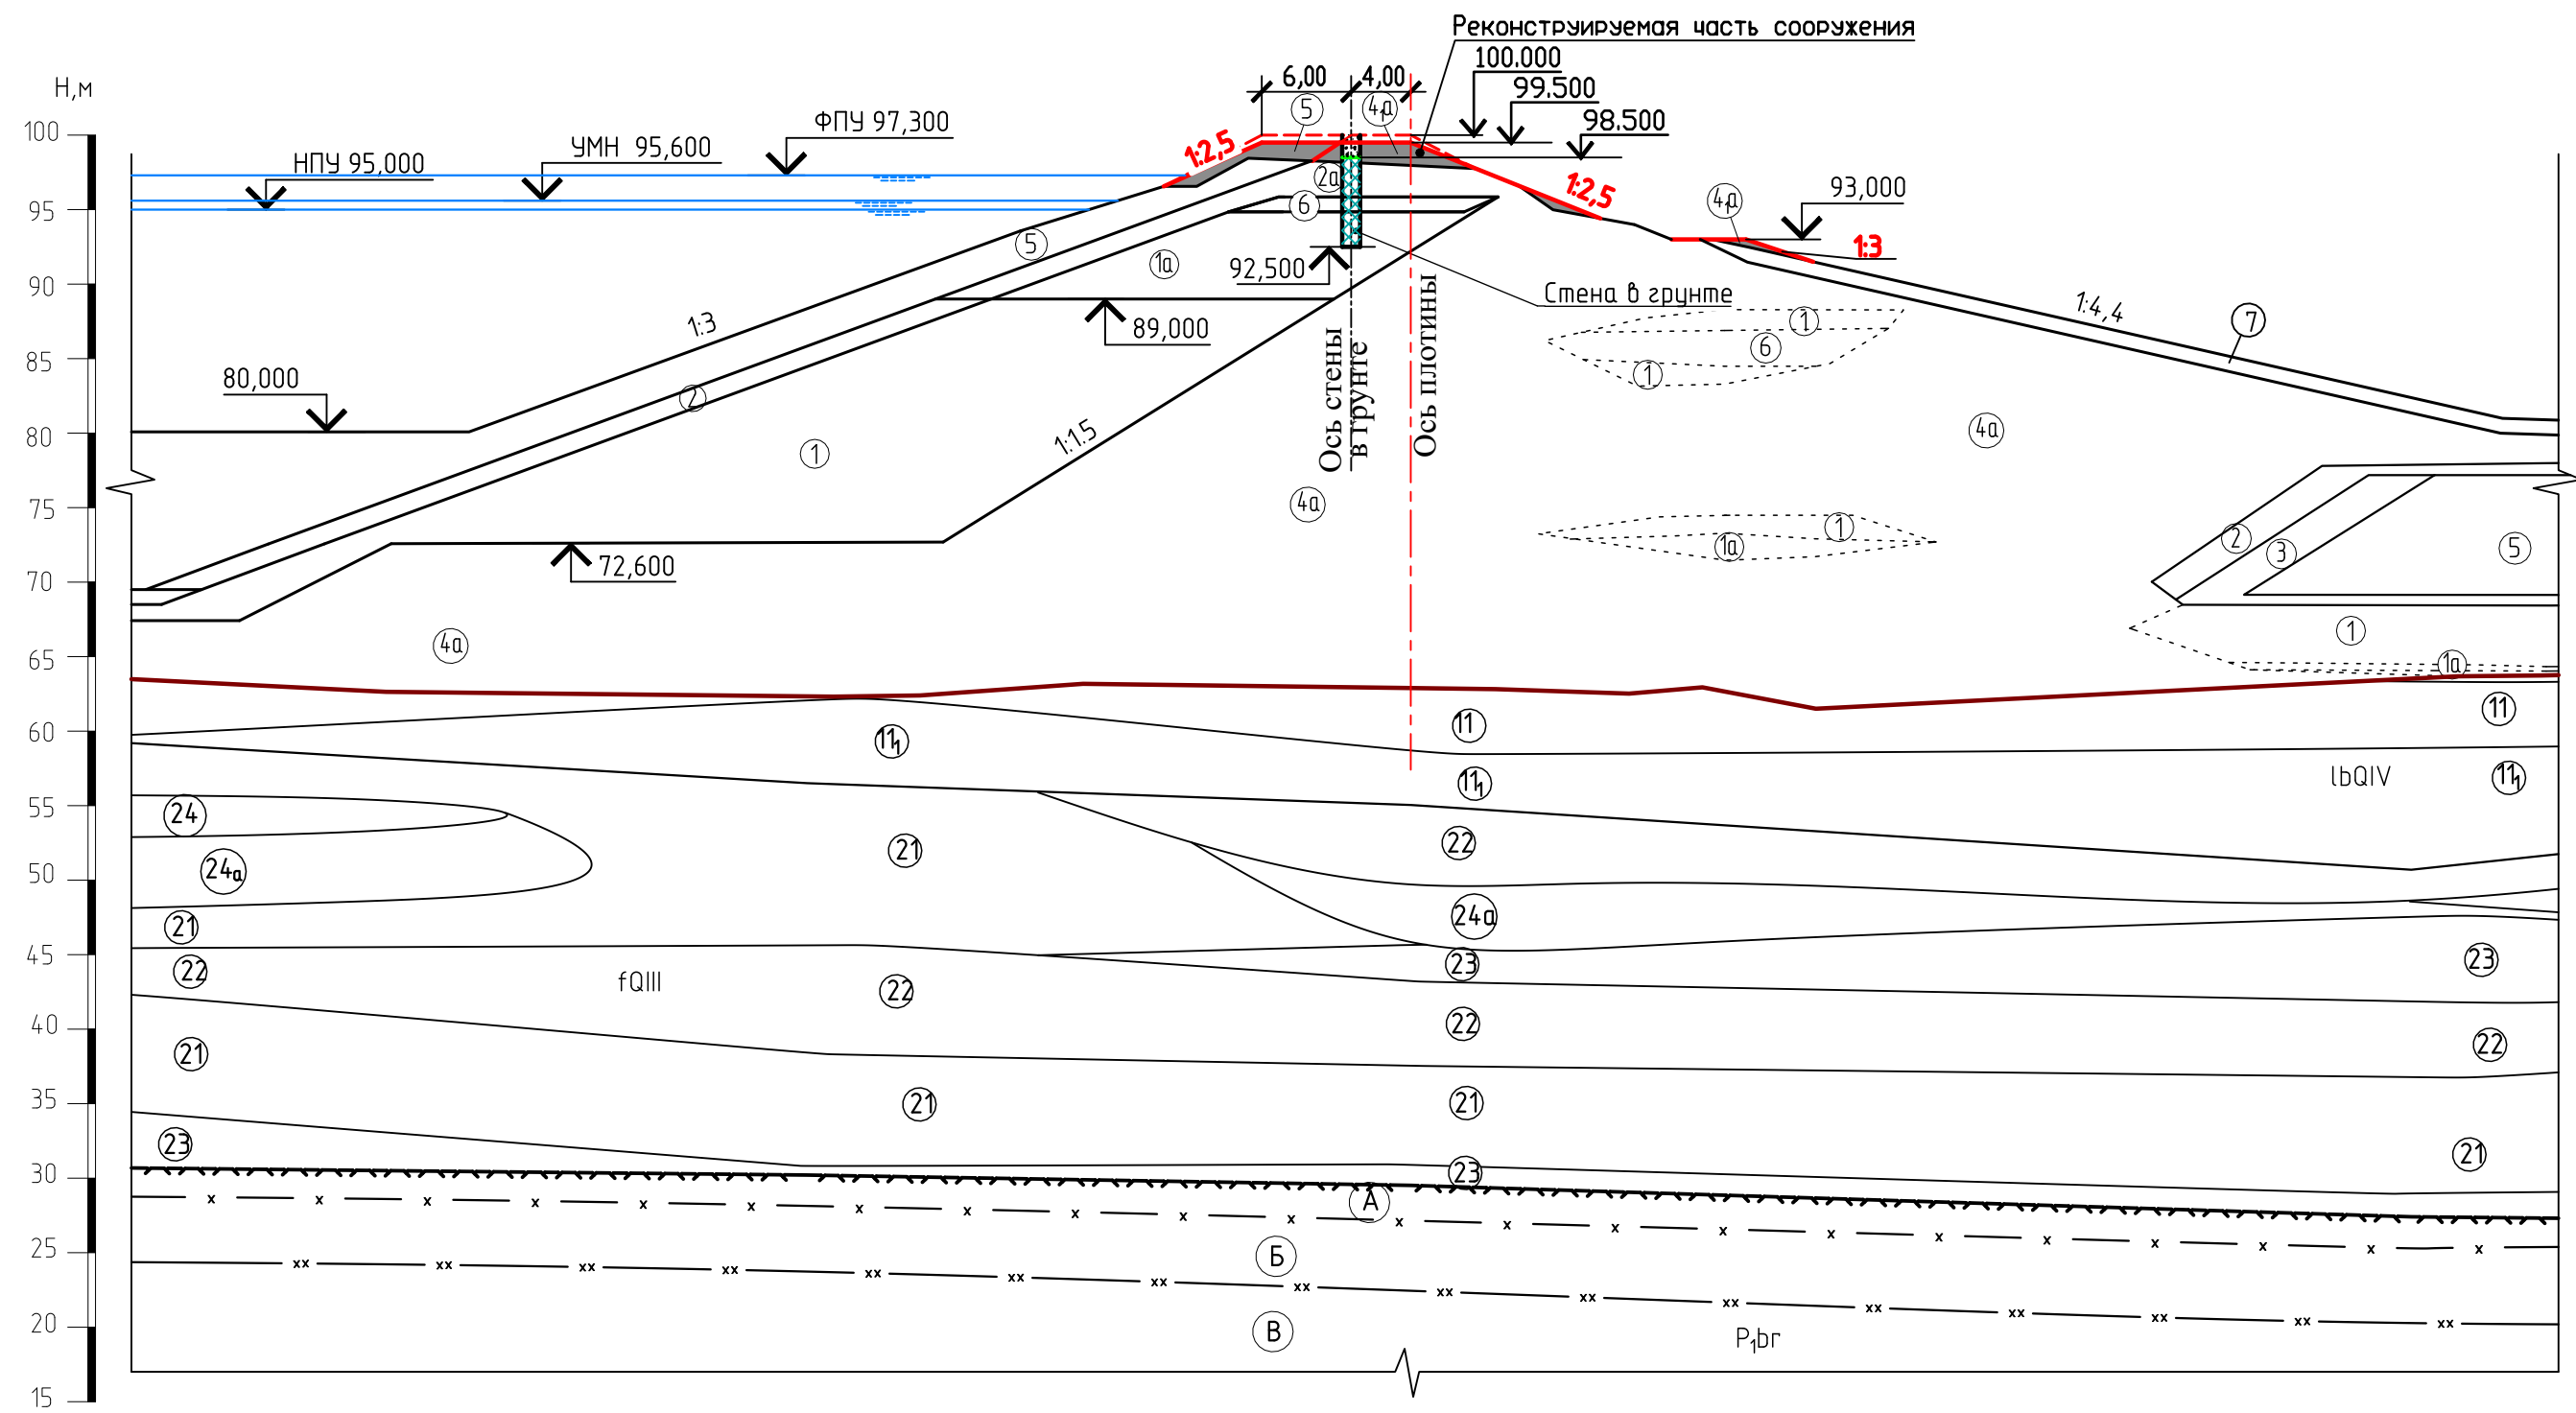 Реконструируемая часть сооружения
Н,м
6,00
4,00
100.000
99.500
98.500
5
4,а
1:2,5
ФПУ 97,300
УМН 95,600
НПУ 95,000
2а
6
1:2,5
4,а
93,000
1:3
5
1а
92,500
Стена в грунте
89,000
1:3
80,000
2
1
1:1.5
Ось стены
в грунте
Ось плотины
1
6
1
1:4,4
7
4а
4а
1
1а
2
3
5
72,600
4а
1
1а
11
11
11₁
11₁
11₁
lbQIV
24
21
22
24а
24а
21
23
23
22
fQIII
22
22
22
21
21
21
21
23
23
А
Б
В
P₁br
100
95
90
85
80
75
70
65
60
55
50
45
40
35
30
25
20
15